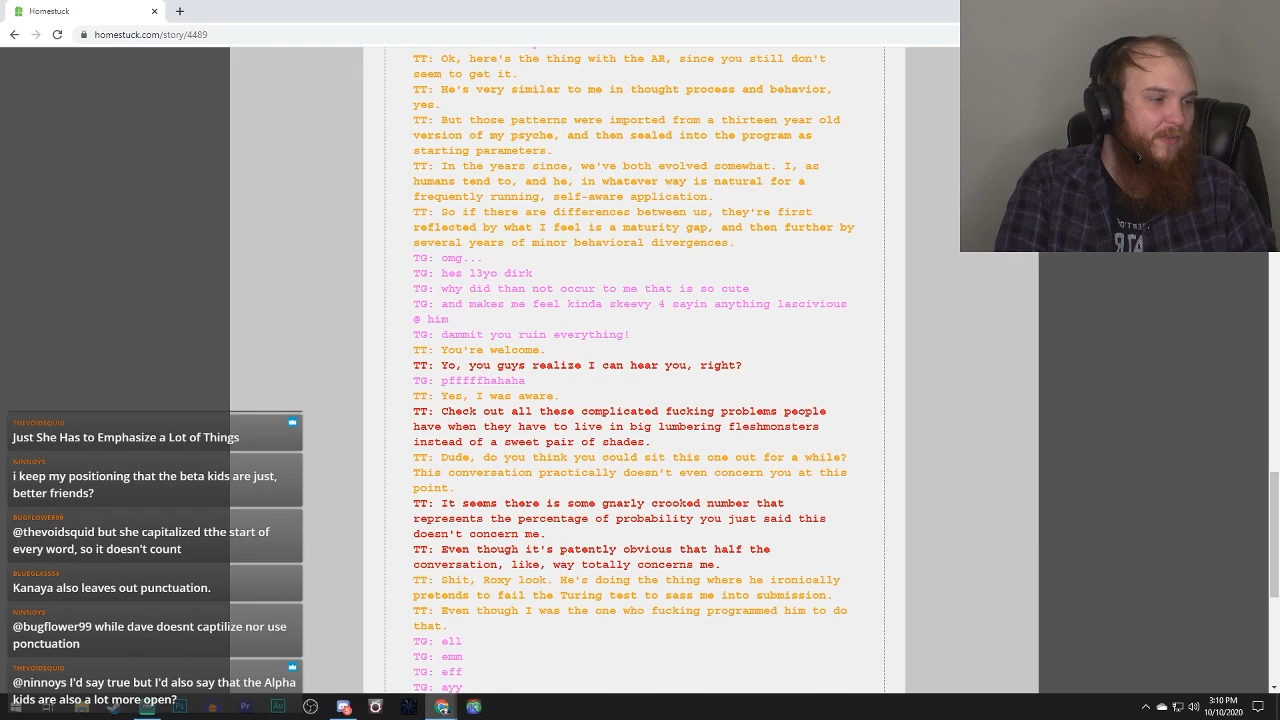 Homestuck
homestuck.com/story/4489
TT: Ok, here's the thing with the AR, since you still don't
seem to get it.
TT: He's very similar to me in thought process and behavior,
yes.
TT: But those patterns were imported from a thirteen year old
version of my psyche, and then sealed into the program as
starting parameters.
TT: In the years since, we've both evolved somewhat. I, as
humans tend to, and he, in whatever way is natural for a
frequently running, self-aware application.
TT: So if there are differences between us, they're first
reflected by what I feel is a maturity gap, and then further by
several years of minor behavioral divergences.
TG: omg...
TG: hes l3yo dirk
TG: why did than not occur to me that is so cute
TG: and makes me feel kinda skeevy 4 sayin anything lascivious
@ him
TG: dammit you ruin everything!
TT: You're welcome.
TT: Yo, you guys realize I can hear you, right?
TG: pfffffhahaha
TT: Yes, I was aware.
TT: Check out all these complicated fucking problems people
have when they have to live in big lumbering fleshmonsters
instead of a sweet pair of shades.
TT: Dude, do you think you could sit this one out for a while?
This conversation practically doesn't even concern you at this
point.
TT: It seems there is some gnarly crooked number that
represents the percentage of probability you just said this
doesn't concern me.
TT: Even though it's patently obvious that half the
conversation, like, way totally concerns me.
TT: Shit, Roxy look. He's doing the thing where he ironically
pretends to fail the Turing test to sass me into submission.
TT: Even though I was the one who fucking programmed him to do
that.
TG: ell
TG: emm
TG: eff
TG: ayy
THEVOIDSQUID
Just She Has to Emphasize a Lot of Things
NINNOYS
i keep my positioning that the beta kids are just,
better friends?
BUGFLOWER99
@thevoidsquid but she capitalized tthe start of
every word, so it doesn't count
BLUEGLASSS4
Kanaya also leaves out punctuation.
NINNOYS
@bugflower99 while dave doesnt captilize nor use
ponctuation
THEVOIDSQUID
@ninnoys I'd say true but I'd also say that the Alpha
kids are also a lot more open?
Ps
Pr
Au
3:10 PM
10/10/2020